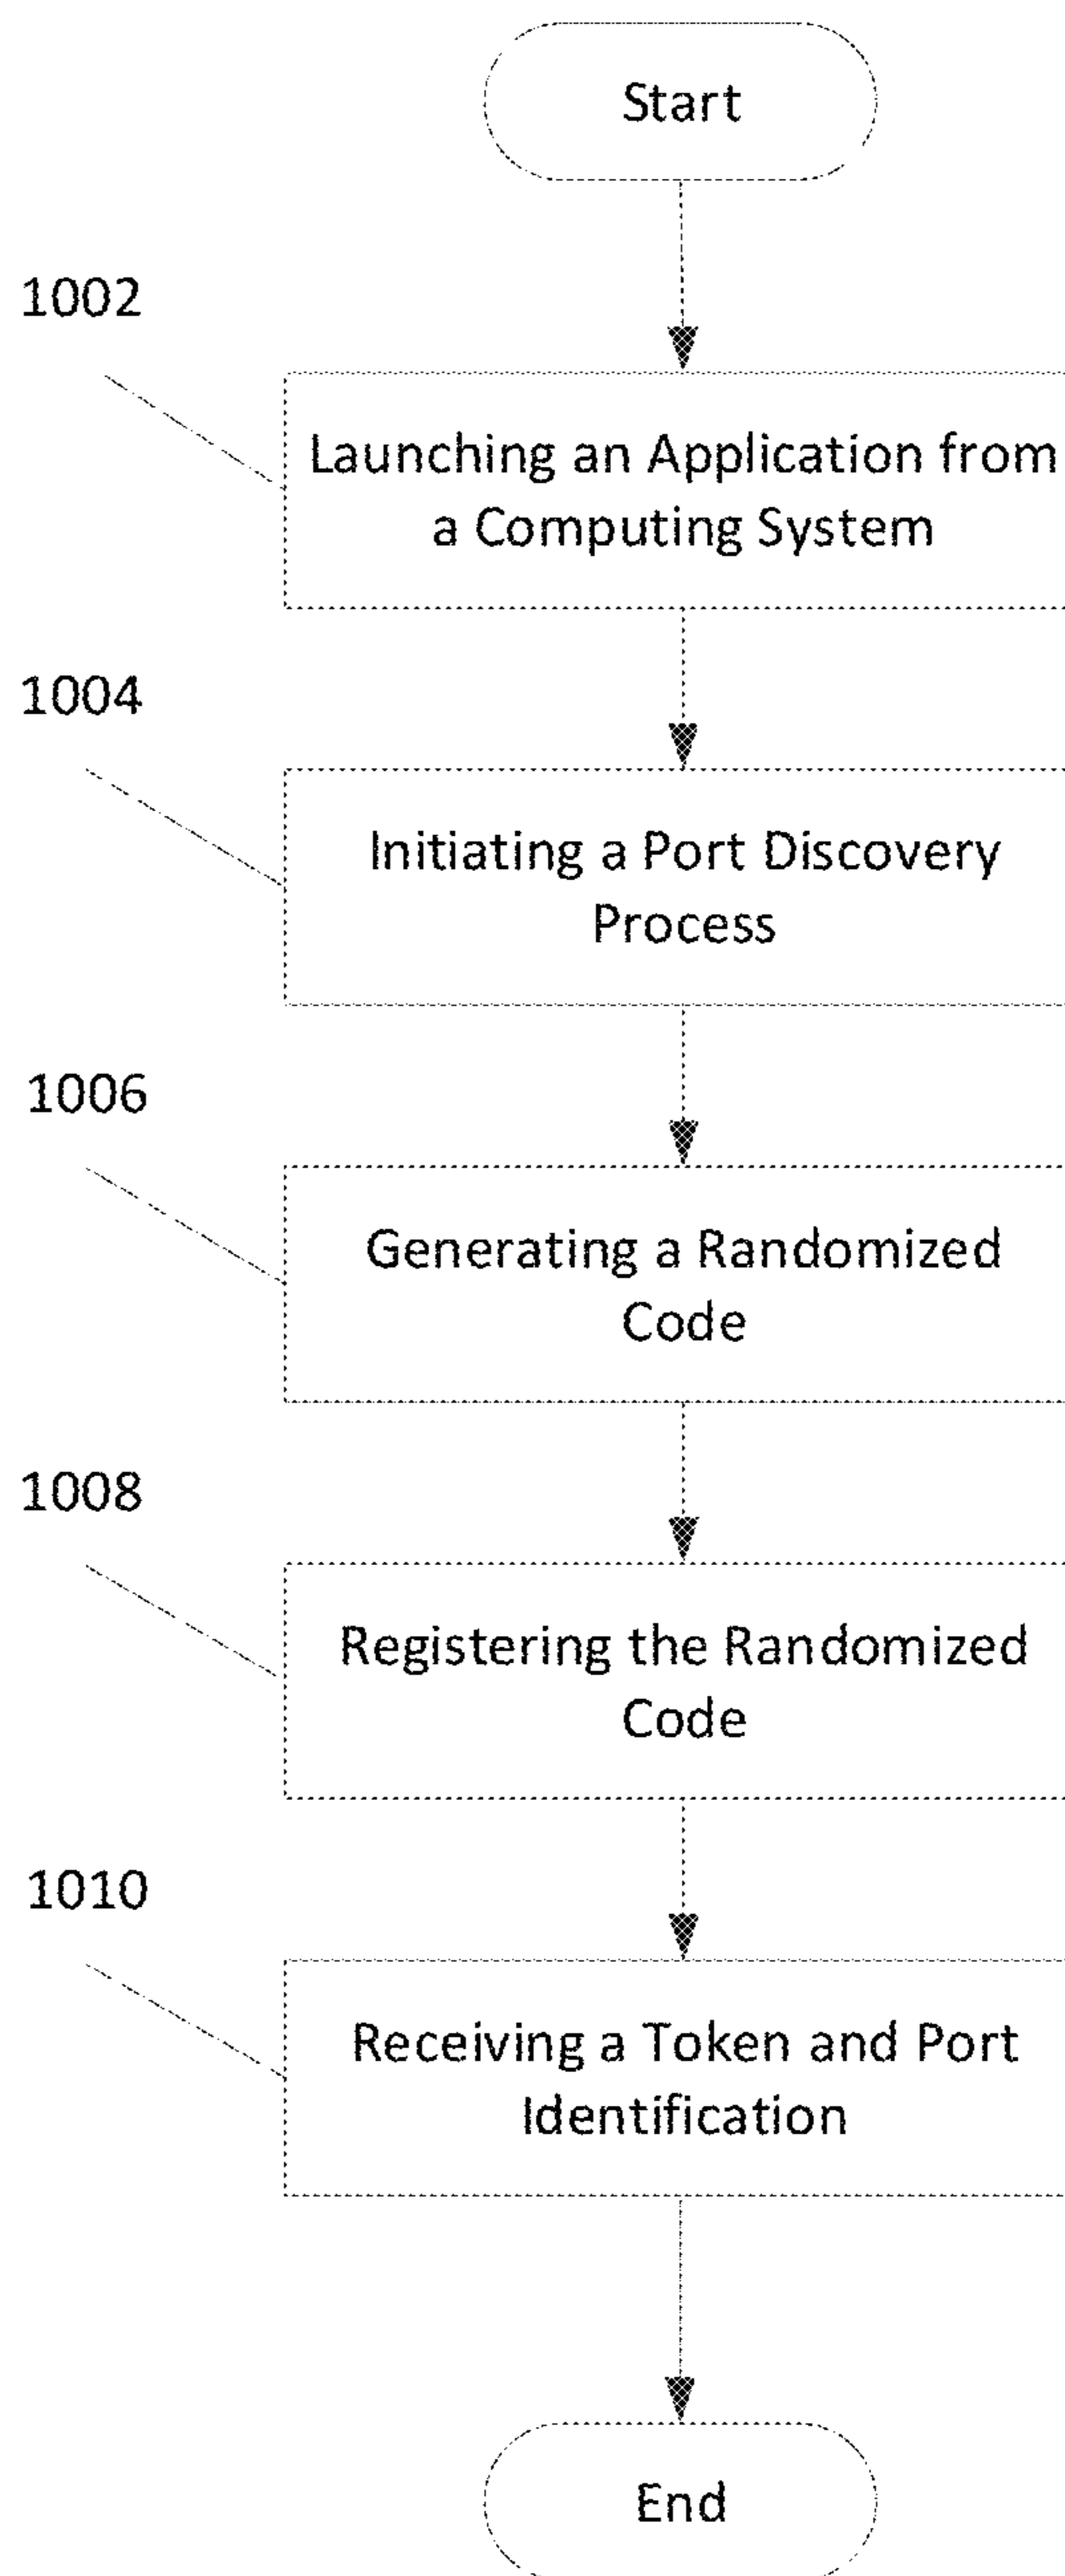 Start
1002
Launching an Application from
a Computing System
1004
Initiating a Port Discovery
Process
1006
Generating a Randomized
Code
1008
Registering the Randomized
Code
1010
Receiving a Token and Port
Identification
End